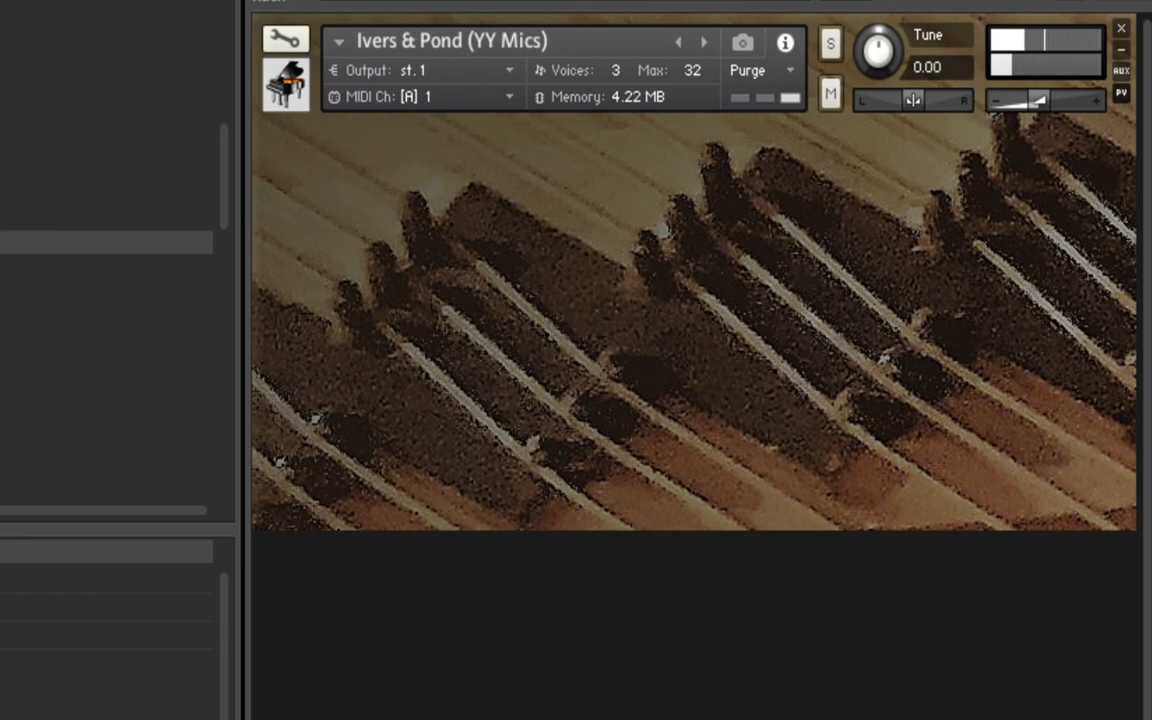 Ivers & Pond (YY Mics)
Output: st.1
Voices: 3 Max: 32
Purge
MIDI Ch: [A] 1
Memory: 4.22 MB
S
M
Tune
0.00
L R
- +
X
-
AUX
PV